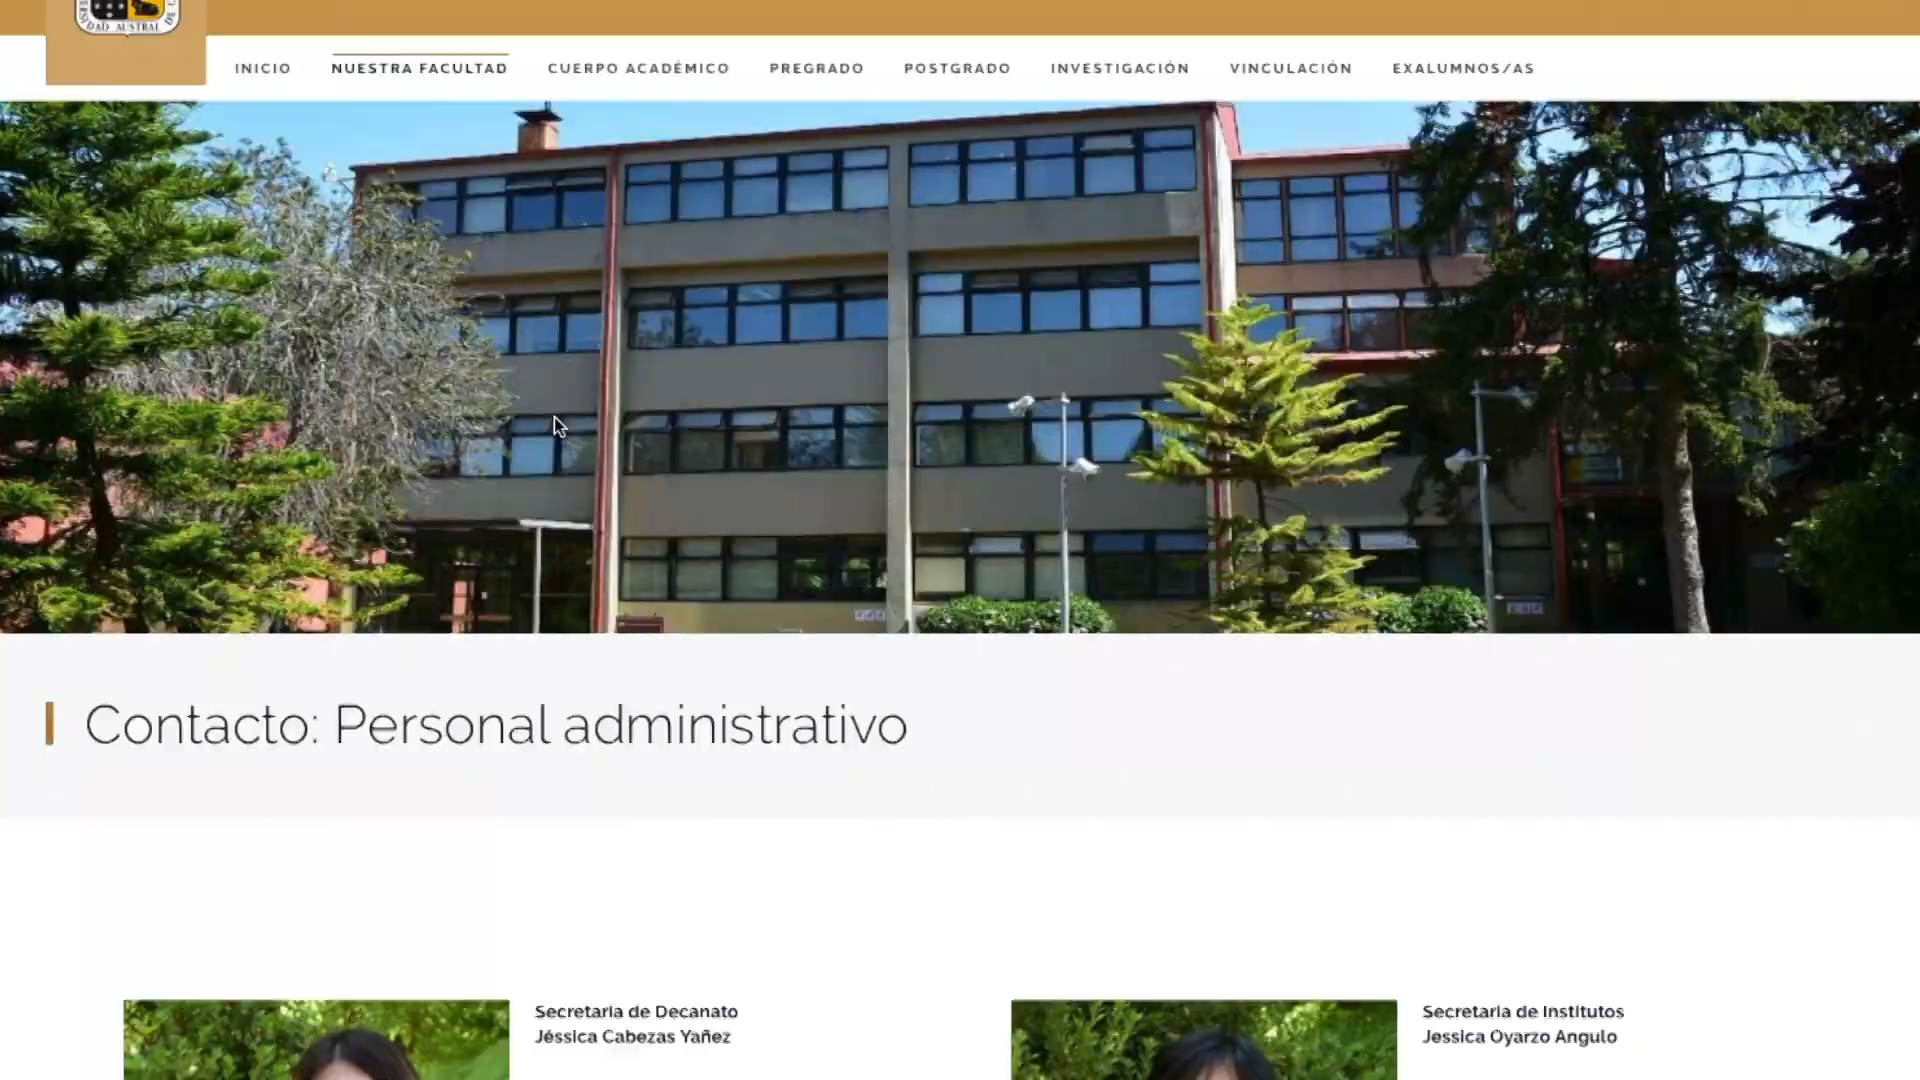 INICIO
NUESTRA FACULTAD
CUERPO ACADÉMICO
PREGRADO
POSTGRADO
INVESTIGACIÓN
VINCULACIÓN
EXALUMNOS/AS
Contacto: Personal administrativo
Secretaria de Decanato
Jéssica Cabezas Yañez
Secretaria de Institutos
Jessica Oyarzo Angulo